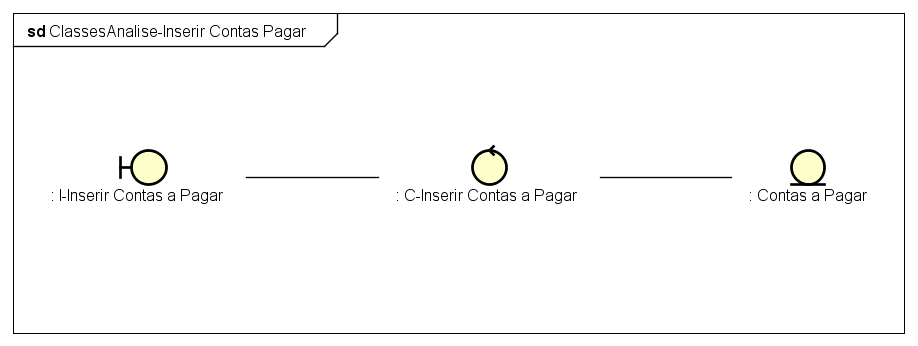 sd ClassesAnalise-Inserir Contas Pagar
: I-Inserir Contas a Pagar
: C-Inserir Contas a Pagar
: Contas a Pagar